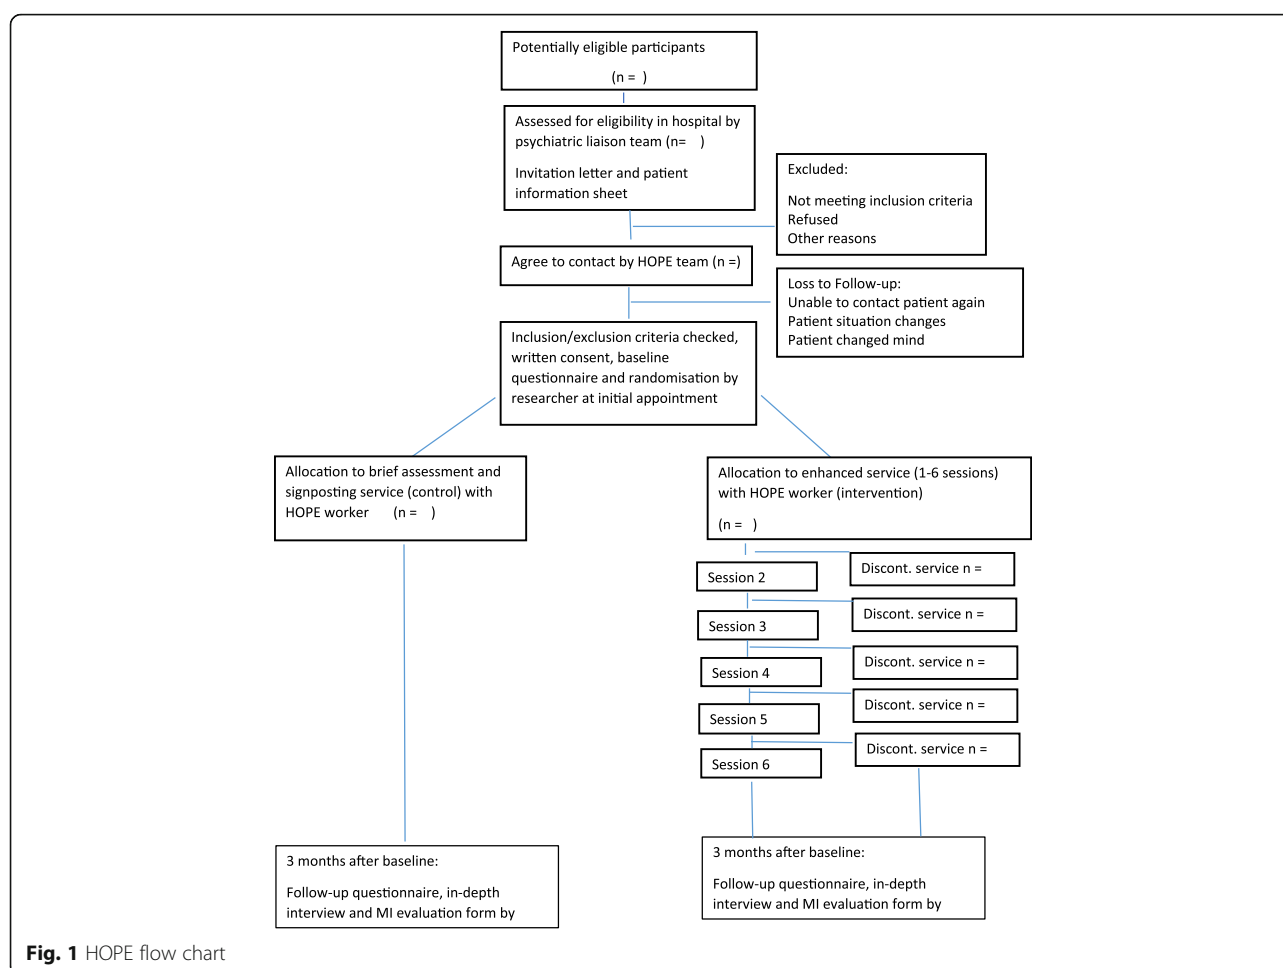 Potentially eligible participants
(n = )
Assessed for eligibility in hospital by
psychiatric liaison team (n= )
Invitation letter and patient
information sheet
Excluded:
Not meeting inclusion criteria
Refused
Other reasons
Agree to contact by HOPE team (n =)
Loss to Follow-up:
Unable to contact patient again
Patient situation changes
Patient changed mind
Inclusion/exclusion criteria checked,
written consent, baseline
questionnaire and randomisation by
researcher at initial appointment
Allocation to brief assessment and
signposting service (control) with
HOPE worker (n = )
Allocation to enhanced service (1-6 sessions)
with HOPE worker (intervention)
(n = )
Discont. service n =
Session 2
Discont. service n =
Session 3
Discont. service n =
Session 4
Discont. service n =
Session 5
Discont. service n =
Session 6
3 months after baseline:
Follow-up questionnaire, in-depth
interview and MI evaluation form by
3 months after baseline:
Follow-up questionnaire, in-depth
interview and MI evaluation form by
Fig. 1 HOPE flow chart